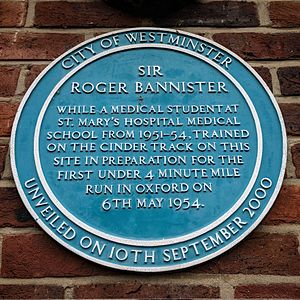 CITY OF WESTMINSTER
SIR
ROGER BANNISTER
WHILE A MEDICAL STUDENT AT
ST. MARY'S HOSPITAL MEDICAL
SCHOOL FROM 1951-54, TRAINED
ON THE CINDER TRACK ON THIS
SITE IN PREPARATION FOR THE
FIRST UNDER 4 MINUTE MILE
RUN IN OXFORD ON
6TH MAY 1954.
UNVEILED ON 10TH SEPTEMBER 2000